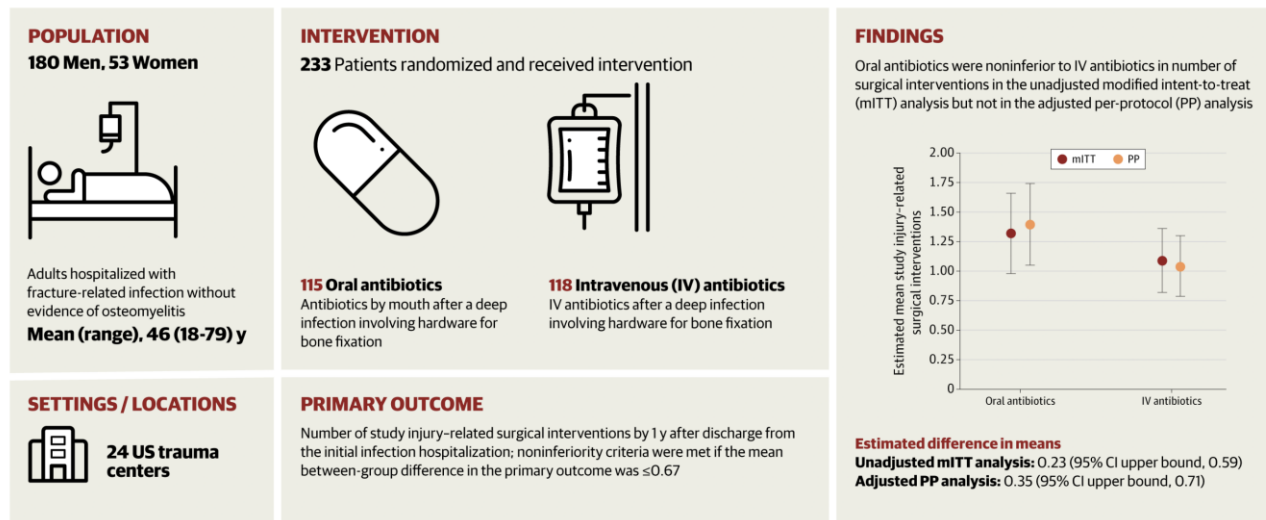 POPULATION
180 Men, 53 Women
Adults hospitalized with
fracture-related infection without
evidence of osteomyelitis
Mean (range), 46 (18-79) y
INTERVENTION
233 Patients randomized and received intervention
115 Oral antibiotics
Antibiotics by mouth after a deep
infection involving hardware for
bone fixation
118 Intravenous (IV) antibiotics
IV antibiotics after a deep infection
involving hardware for bone fixation
SETTINGS / LOCATIONS
24 US trauma
centers
PRIMARY OUTCOME
Number of study injury–related surgical interventions by 1 y after discharge from
the initial infection hospitalization; noninferiority criteria were met if the mean
between-group difference in the primary outcome was ≤0.67
FINDINGS
Oral antibiotics were noninferior to IV antibiotics in number of
surgical interventions in the unadjusted modified intent-to-treat
(mITT) analysis but not in the adjusted per-protocol (PP) analysis
mITT PP
Estimated mean study injury–related
surgical interventions
2.00
1.75
1.50
1.25
1.00
0.75
0.50
0.25
0
Oral antibiotics IV antibiotics
Estimated difference in means
Unadjusted mITT analysis: 0.23 (95% CI upper bound, 0.59)
Adjusted PP analysis: 0.35 (95% CI upper bound, 0.71)